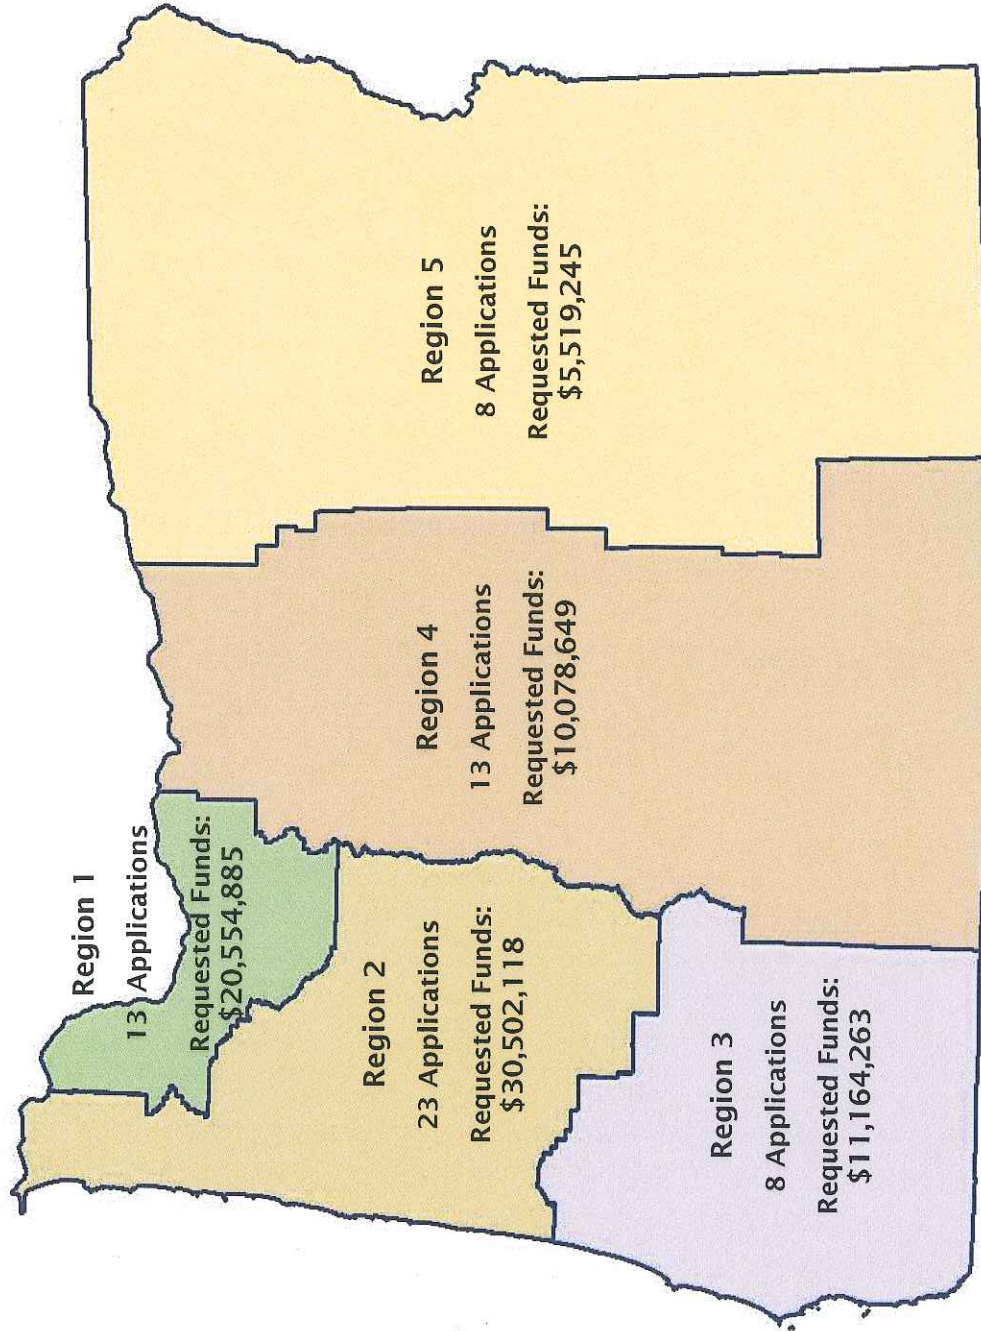 Region 1
13 Applications
Requested Funds:
$20,554,885
Region 2
23 Applications
Requested Funds:
$30,502,118
Region 3
8 Applications
Requested Funds:
$11,164,263
Region 4
13 Applications
Requested Funds:
$10,078,649
Region 5
8 Applications
Requested Funds:
$5,519,245